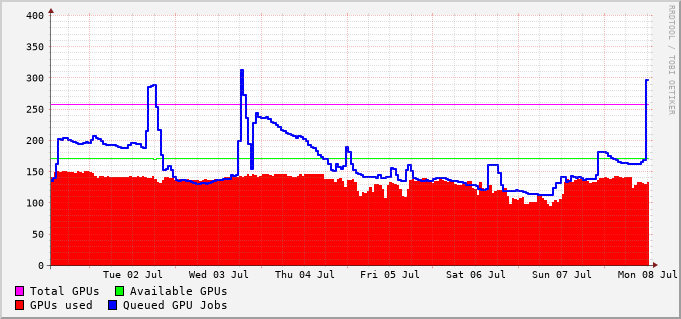 400
350
300
250
200
150
100
50
0
Tue 02 Jul Wed 03 Jul Thu 04 Jul Fri 05 Jul Sat 06 Jul Sun 07 Jul Mon 08 Jul
Total GPUs Available GPUs
GPUs used Queued GPU Jobs
RRDTOOL / TOBI OETIKER